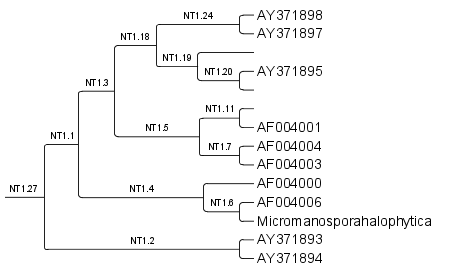 NT1.24
AY371898
AY371897
NT1.18
NT1.19
NT1.20
AY371895
NT1.3
NT1.11
AF004001
NT1.5
NT1.7
AF004004
AF004003
NT1.1
AF004000
NT1.4
NT1.6
AF004006
Micromanosporahalophytica
NT1.27
AY371893
NT1.2
AY371894